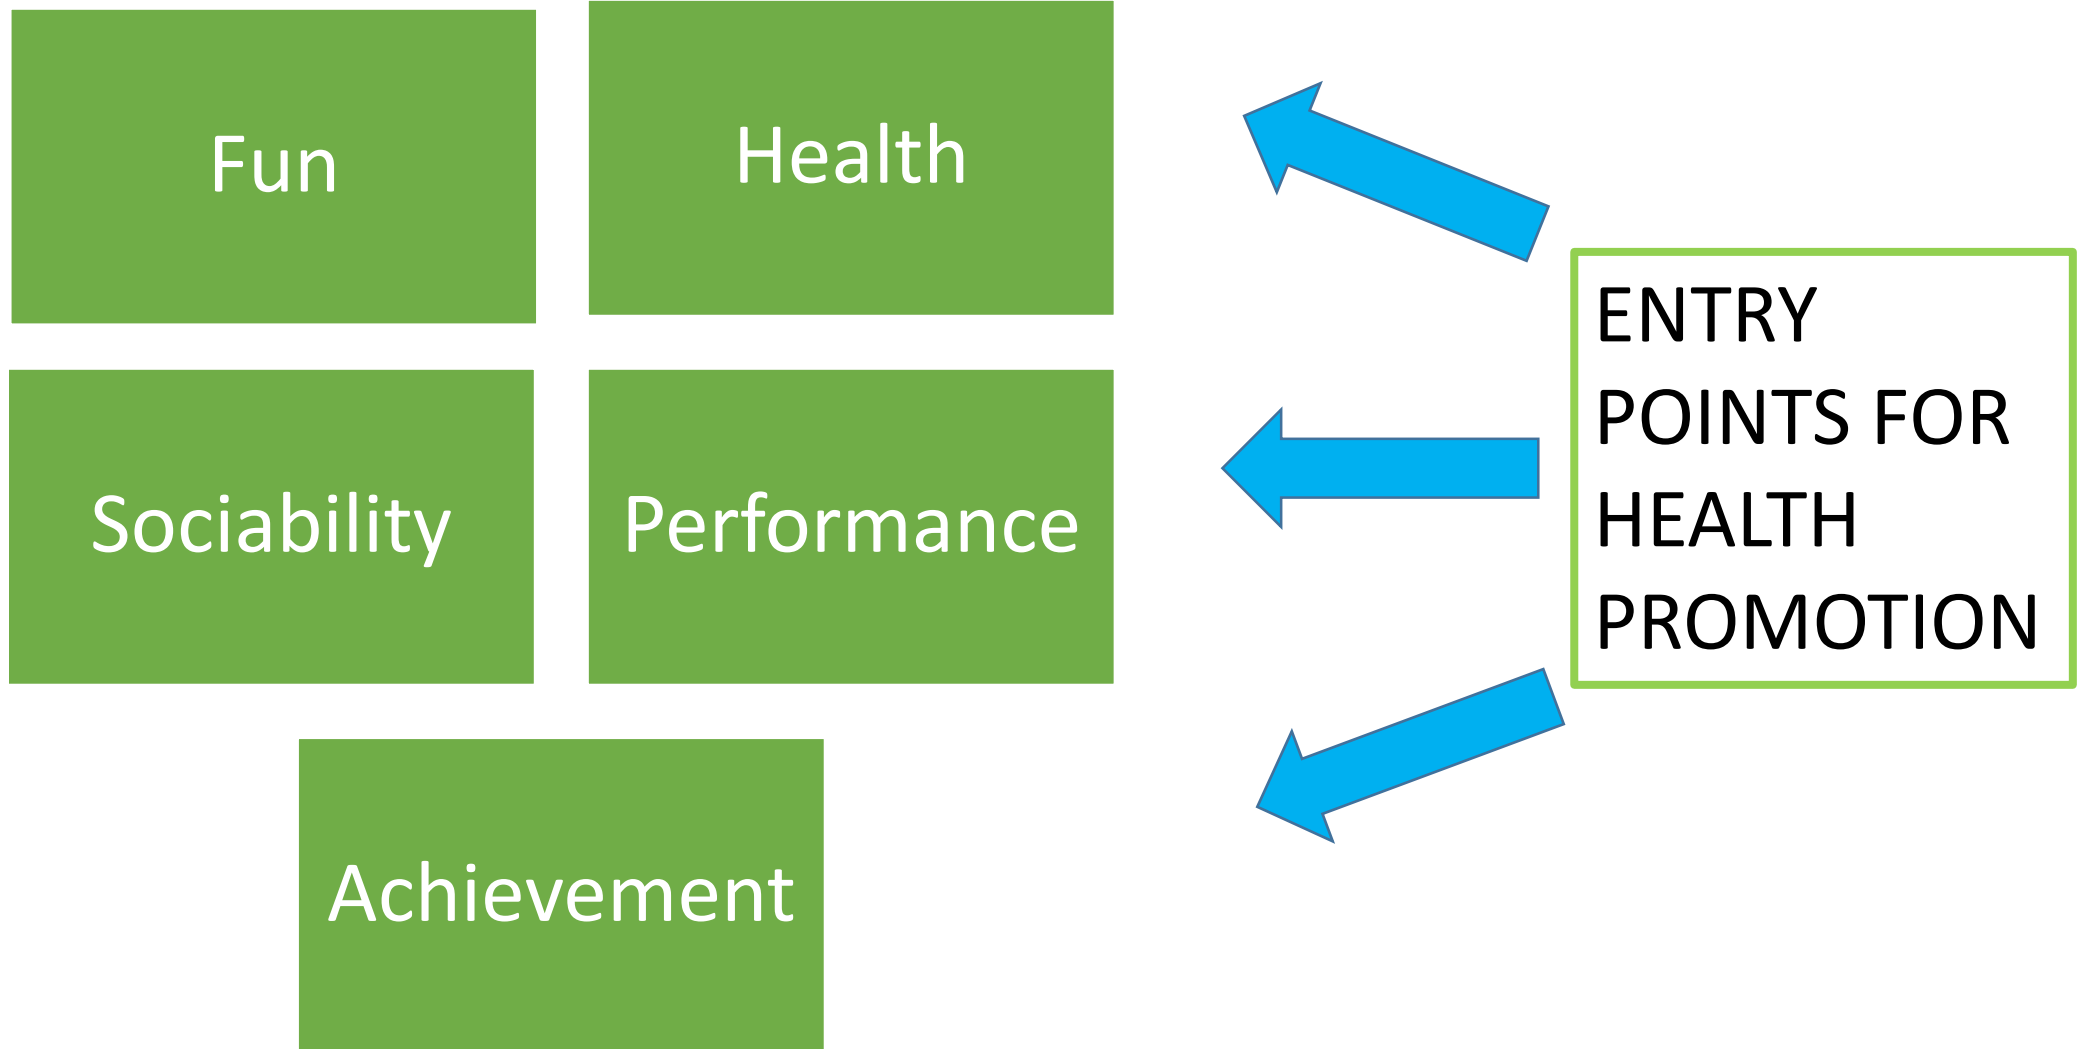 Fun
Health
Sociability
Performance
Achievement
ENTRY
POINTS FOR
HEALTH
PROMOTION